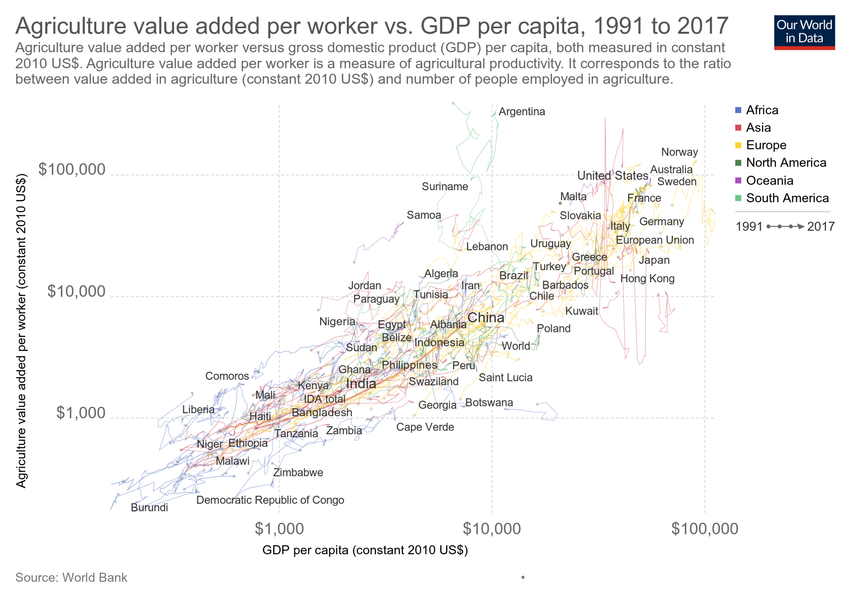 Agriculture value added per worker vs. GDP per capita, 1991 to 2017
Our World
in Data
Agriculture value added per worker versus gross domestic product (GDP) per capita, both measured in constant
2010 US$. Agriculture value added per worker is a measure of agricultural productivity. It corresponds to the ratio
between value added in agriculture (constant 2010 US$) and number of people employed in agriculture.
Africa
Asia
Europe
North America
Oceania
South America
1991 2017
Agriculture value added per worker (constant 2010 US$)
$100,000
$10,000
$1,000
Argentina
Norway
Australia
United States
Sweden
Suriname
Malta
France
Samoa
Slovakia
Italy
Germany
European Union
Lebanon
Uruguay
Greece
Japan
Turkey
Portugal
Algeria
Brazil
Hong Kong
Jordan
Iran
Barbados
Tunisia
Chile
Paraguay
Kuwait
Nigeria
Egypt
Albania
China
Poland
Belize
Indonesia
World
Sudan
Philippines
Peru
Ghana
Saint Lucia
Comoros
Kenya
India
Swaziland
Mali
IDA total
Georgia
Botswana
Liberia
Haiti
Bangladesh
Cape Verde
Tanzania
Zambia
Niger
Ethiopia
Malawi
Zimbabwe
Democratic Republic of Congo
Burundi
$1,000
$10,000
$100,000
GDP per capita (constant 2010 US$)
Source: World Bank